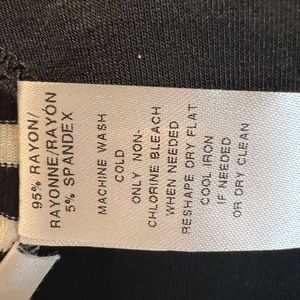 95% RAYON/
RAYONNE/RAYÓN
5% SPANDEX
MACHINE WASH
COLD
ONLY NON-
CHLORINE BLEACH
WHEN NEEDED
RESHAPE DRY FLAT
COOL IRON
IF NEEDED
OR DRY CLEAN